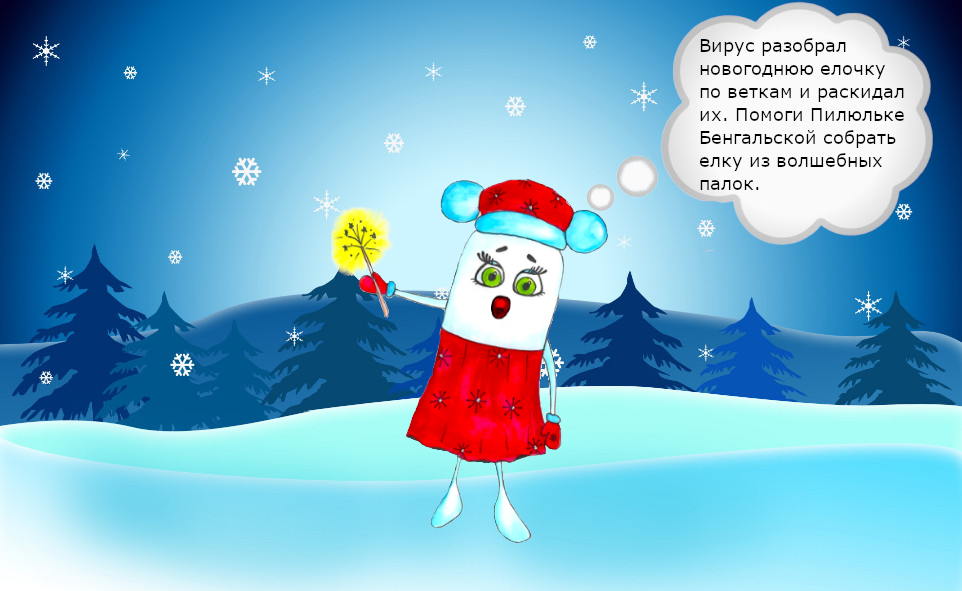 Вирус разобрал
новогоднюю елочку
по веткам и раскидал
их. Помоги Пилюльке
Бенгальской собрать
елку из волшебных
палок.